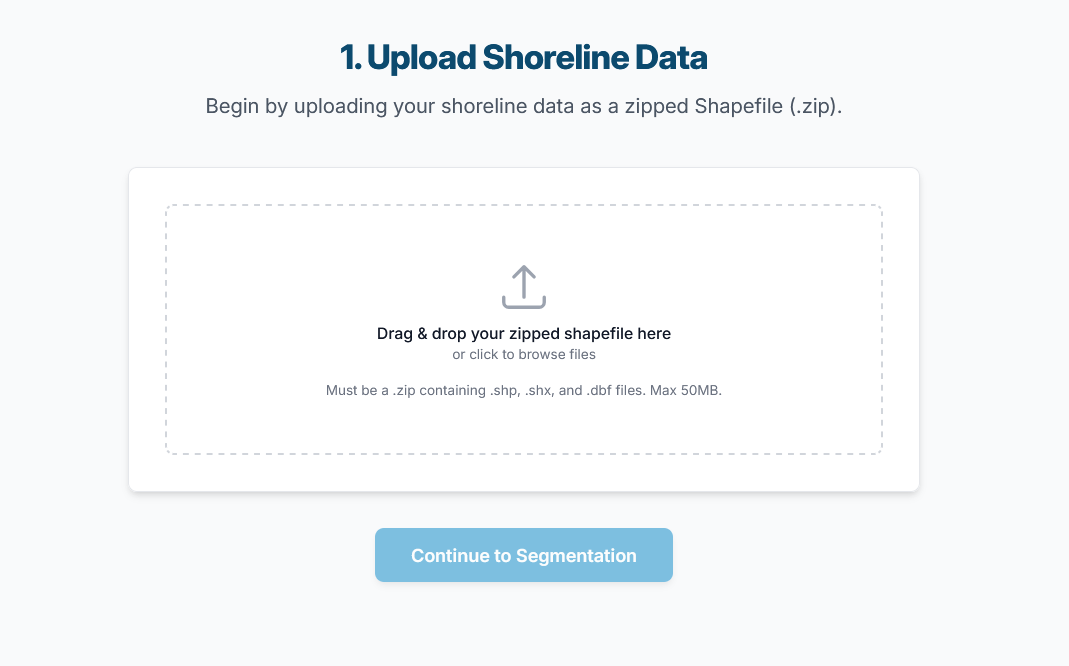 1. Upload Shoreline Data
Begin by uploading your shoreline data as a zipped Shapefile (.zip).
Drag & drop your zipped shapefile here
or click to browse files
Must be a .zip containing .shp, .shx, and .dbf files. Max 50MB.
Continue to Segmentation